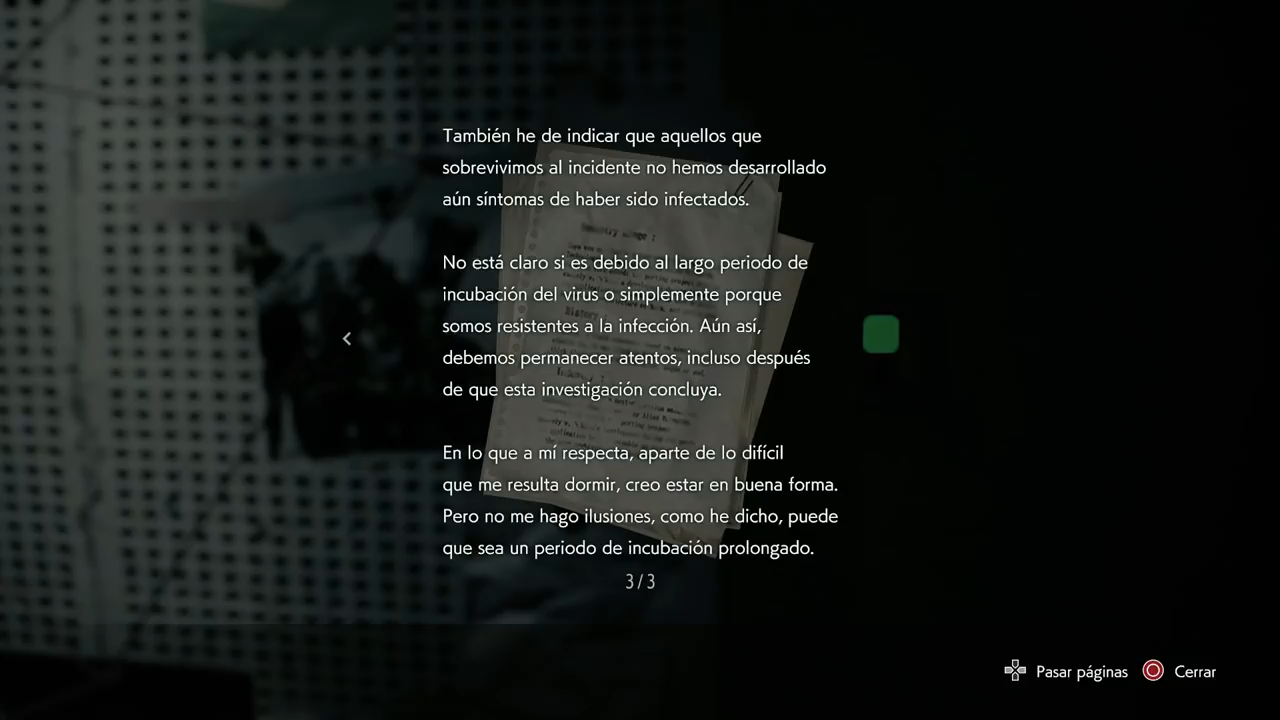 También he de indicar que aquellos que
sobrevivimos al incidente no hemos desarrollado
aún síntomas de haber sido infectados.
No está claro si es debido al largo periodo de
incubación del virus o simplemente porque
somos resistentes a la infección. Aún así,
debemos permanecer atentos, incluso después
de que esta investigación concluya.
En lo que a mí respecta, aparte de lo difícil
que me resulta dormir, creo estar en buena forma.
Pero no me hago ilusiones, como he dicho, puede
que sea un periodo de incubación prolongado.
3/3
Pasar páginas
Cerrar